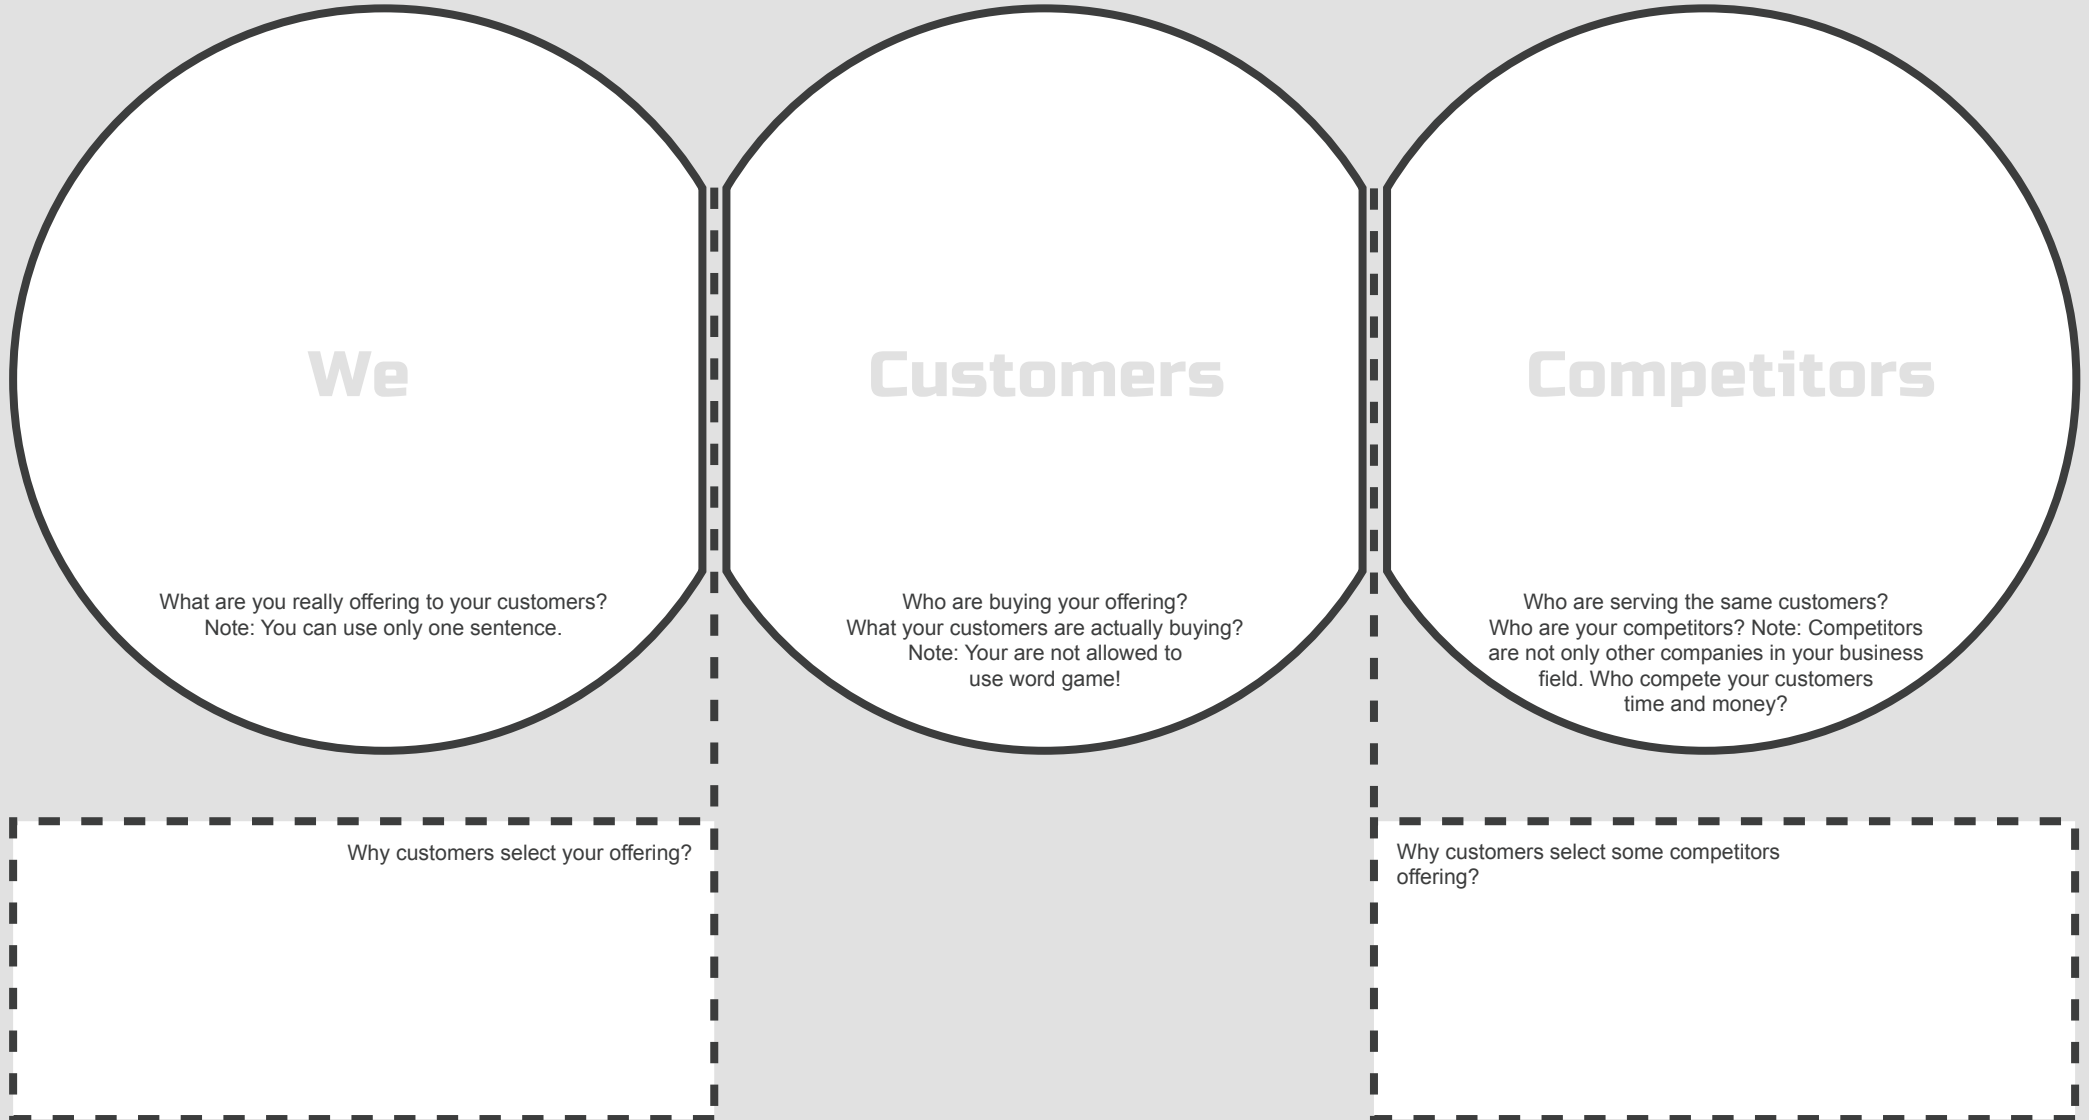 We
What are you really offering to your customers?
Note: You can use only one sentence.
Customers
Who are buying your offering?
What your customers are actually buying?
Note: Your are not allowed to
use word game!
Competitors
Who are serving the same customers?
Who are your competitors? Note: Competitors
are not only other companies in your business
field. Who compete your customers
time and money?
Why customers select your offering?
Why customers select some competitors
offering?